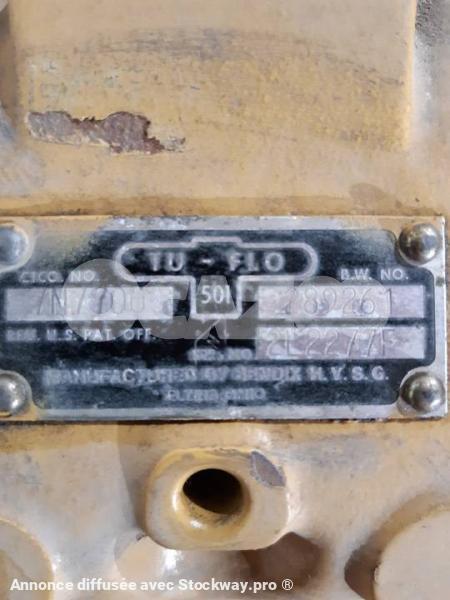 TU-FLO
CUST. NO. B.W. NO.
501 289261
REG. U.S. PAT. OFF.
SER. NO
MANUFACTURED BY BENDIX H.V.S.G.
ELYRIA OHIO
Annonce diffusée avec Stockway.pro ®